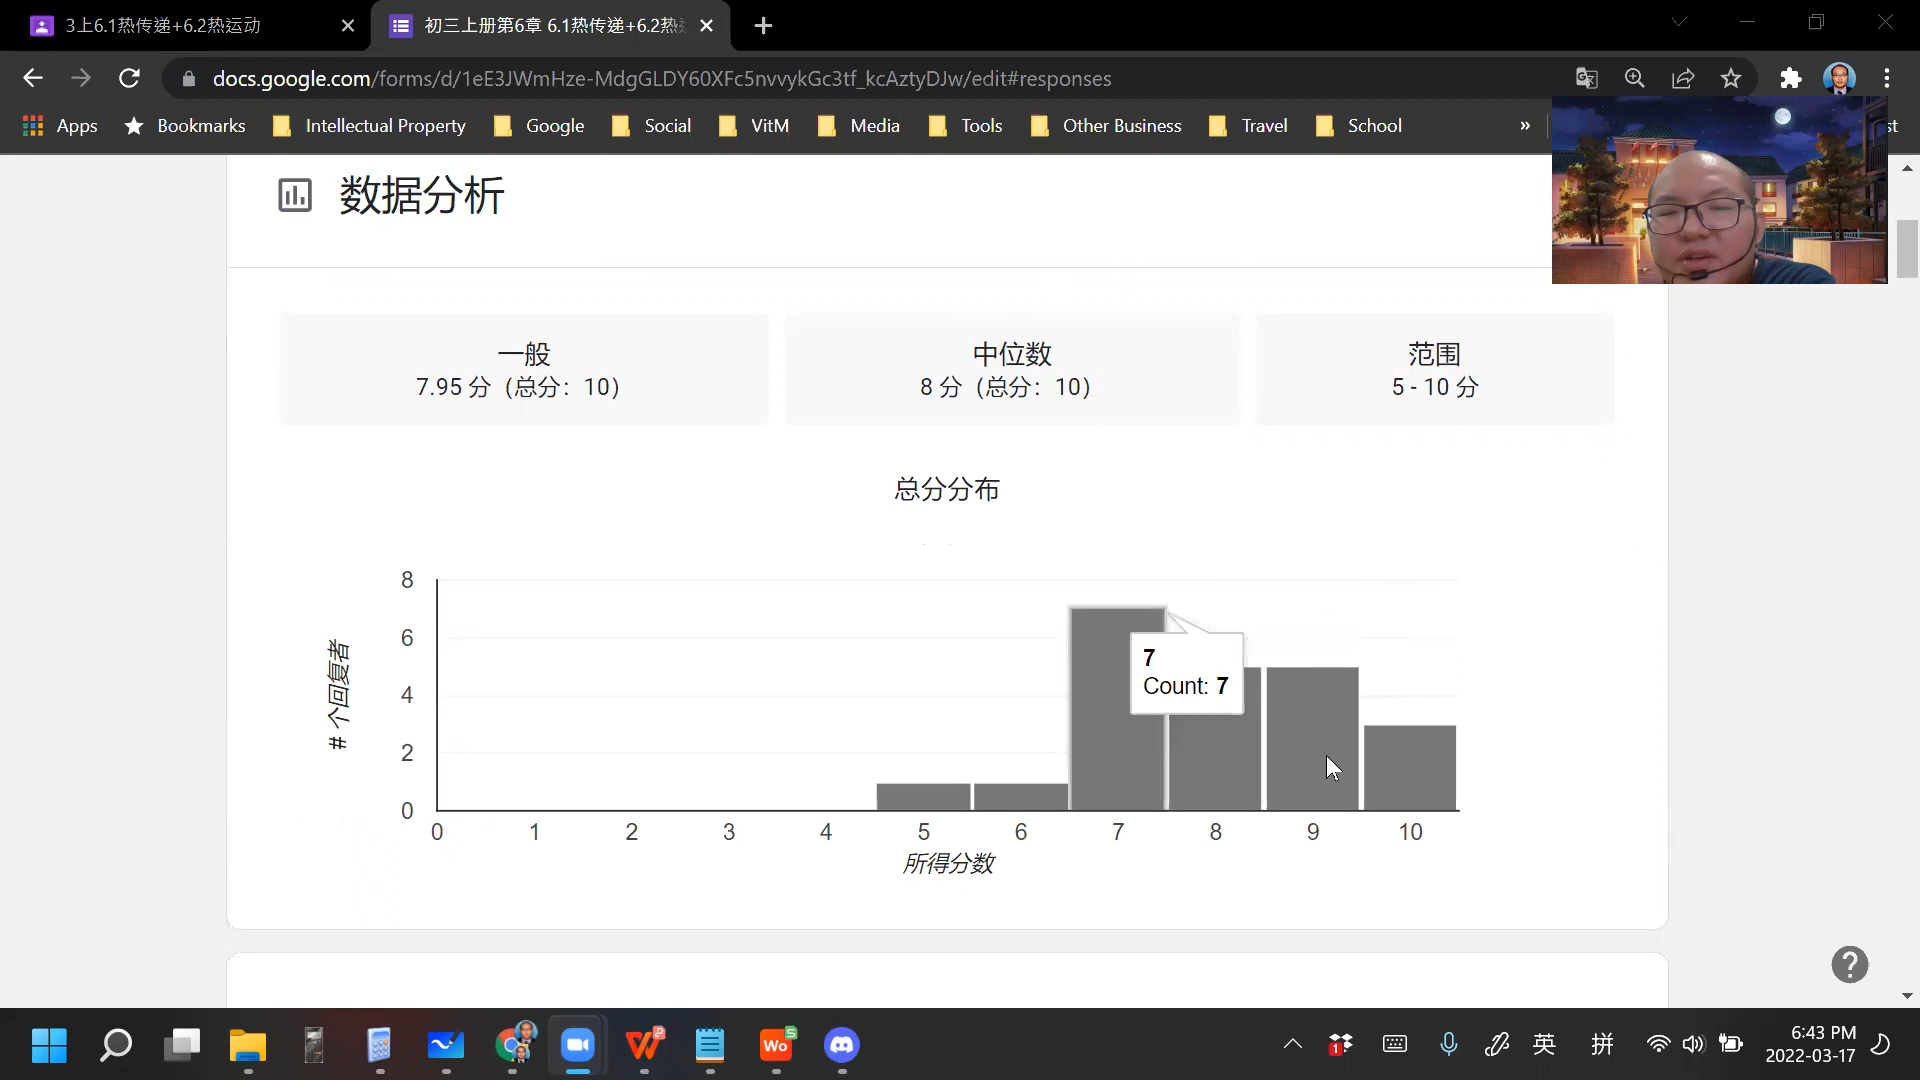 3上6.1热传递+6.2热运动
初三上册第6章 6.1热传递+6.2热
docs.google.com/forms/d/1eE3JWmHze-MdgGLDY60XFc5nvvykGc3tf_kcAztyDJw/edit#responses
Apps Bookmarks Intellectual Property Google Social VitM Media Tools Other Business Travel School » st
数据分析
一般
7.95 分（总分：10）
中位数
8 分（总分：10）
范围
5 - 10 分
总分分布
# 个回复者
8
6
4
2
0
7
Count: 7
0 1 2 3 4 5 6 7 8 9 10
所得分数
英 拼
6:43 PM
2022-03-17